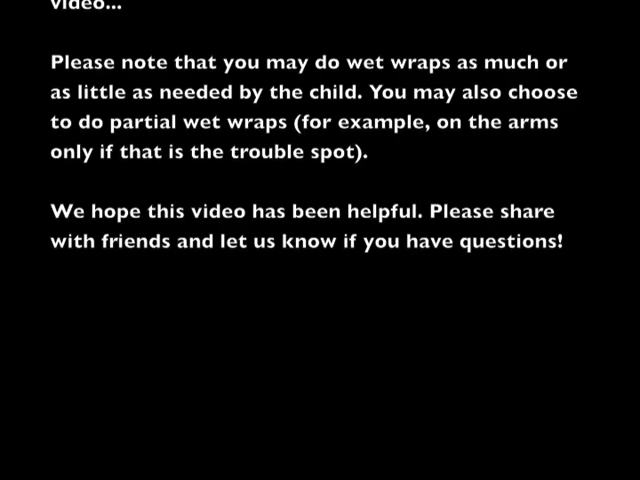 video...
Please note that you may do wet wraps as much or
as little as needed by the child. You may also choose
to do partial wet wraps (for example, on the arms
only if that is the trouble spot).
We hope this video has been helpful. Please share
with friends and let us know if you have questions!